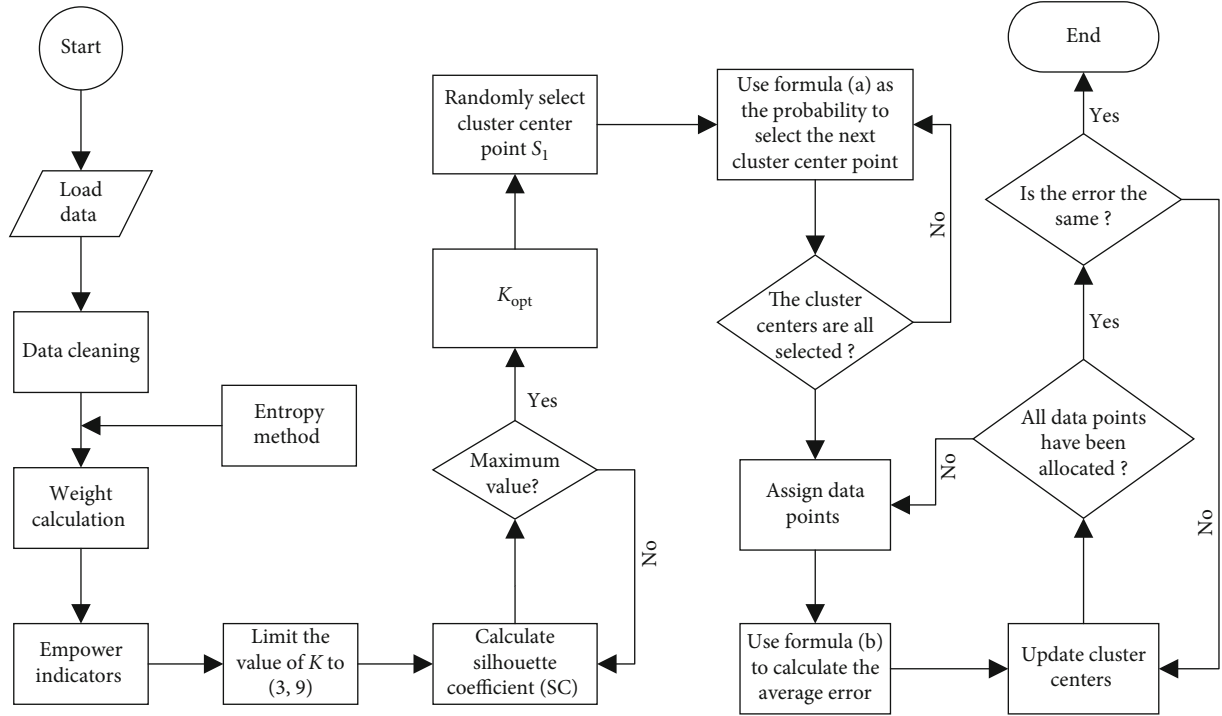 Start
Load
data
Data cleaning
Entropy
method
Weight
calculation
Empower
indicators
Limit the
value of K to
(3, 9)
Calculate
silhouette
coefficient (SC)
Maximum
value?
Yes
No
K_opt
Randomly select
cluster center
point S_1
Use formula (a) as
the probability to
select the next
cluster center point
No
The cluster
centers are all
selected ?
Assign data
points
Use formula (b)
to calculate the
average error
Update cluster
centers
All data points
have been
allocated ?
No
Yes
Is the error the
same ?
No
Yes
End